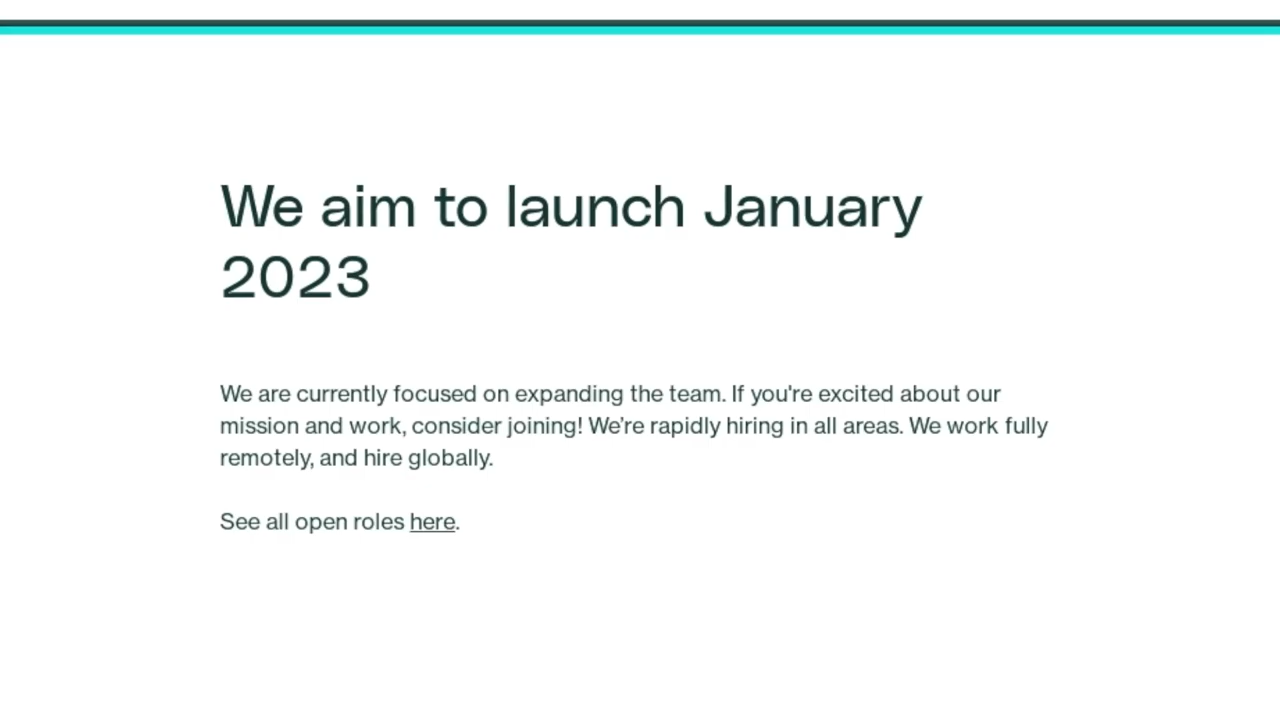 We aim to launch January
2023
We are currently focused on expanding the team. If you're excited about our
mission and work, consider joining! We’re rapidly hiring in all areas. We work fully
remotely, and hire globally.
See all open roles here.